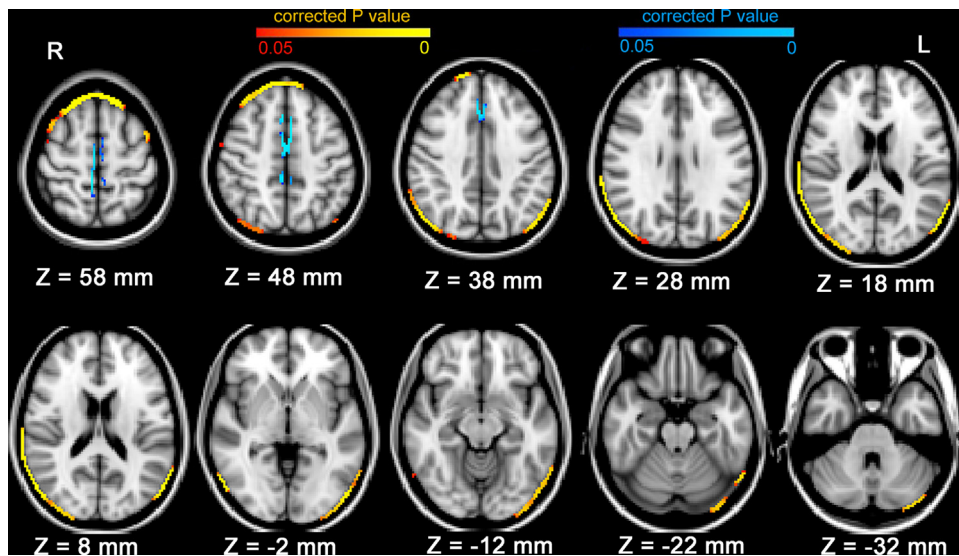 corrected P value
corrected P value
0.05 0
0.05 0
R
L
Z = 58 mm
Z = 48 mm
Z = 38 mm
Z = 28 mm
Z = 18 mm
Z = 8 mm
Z = -2 mm
Z = -12 mm
Z = -22 mm
Z = -32 mm